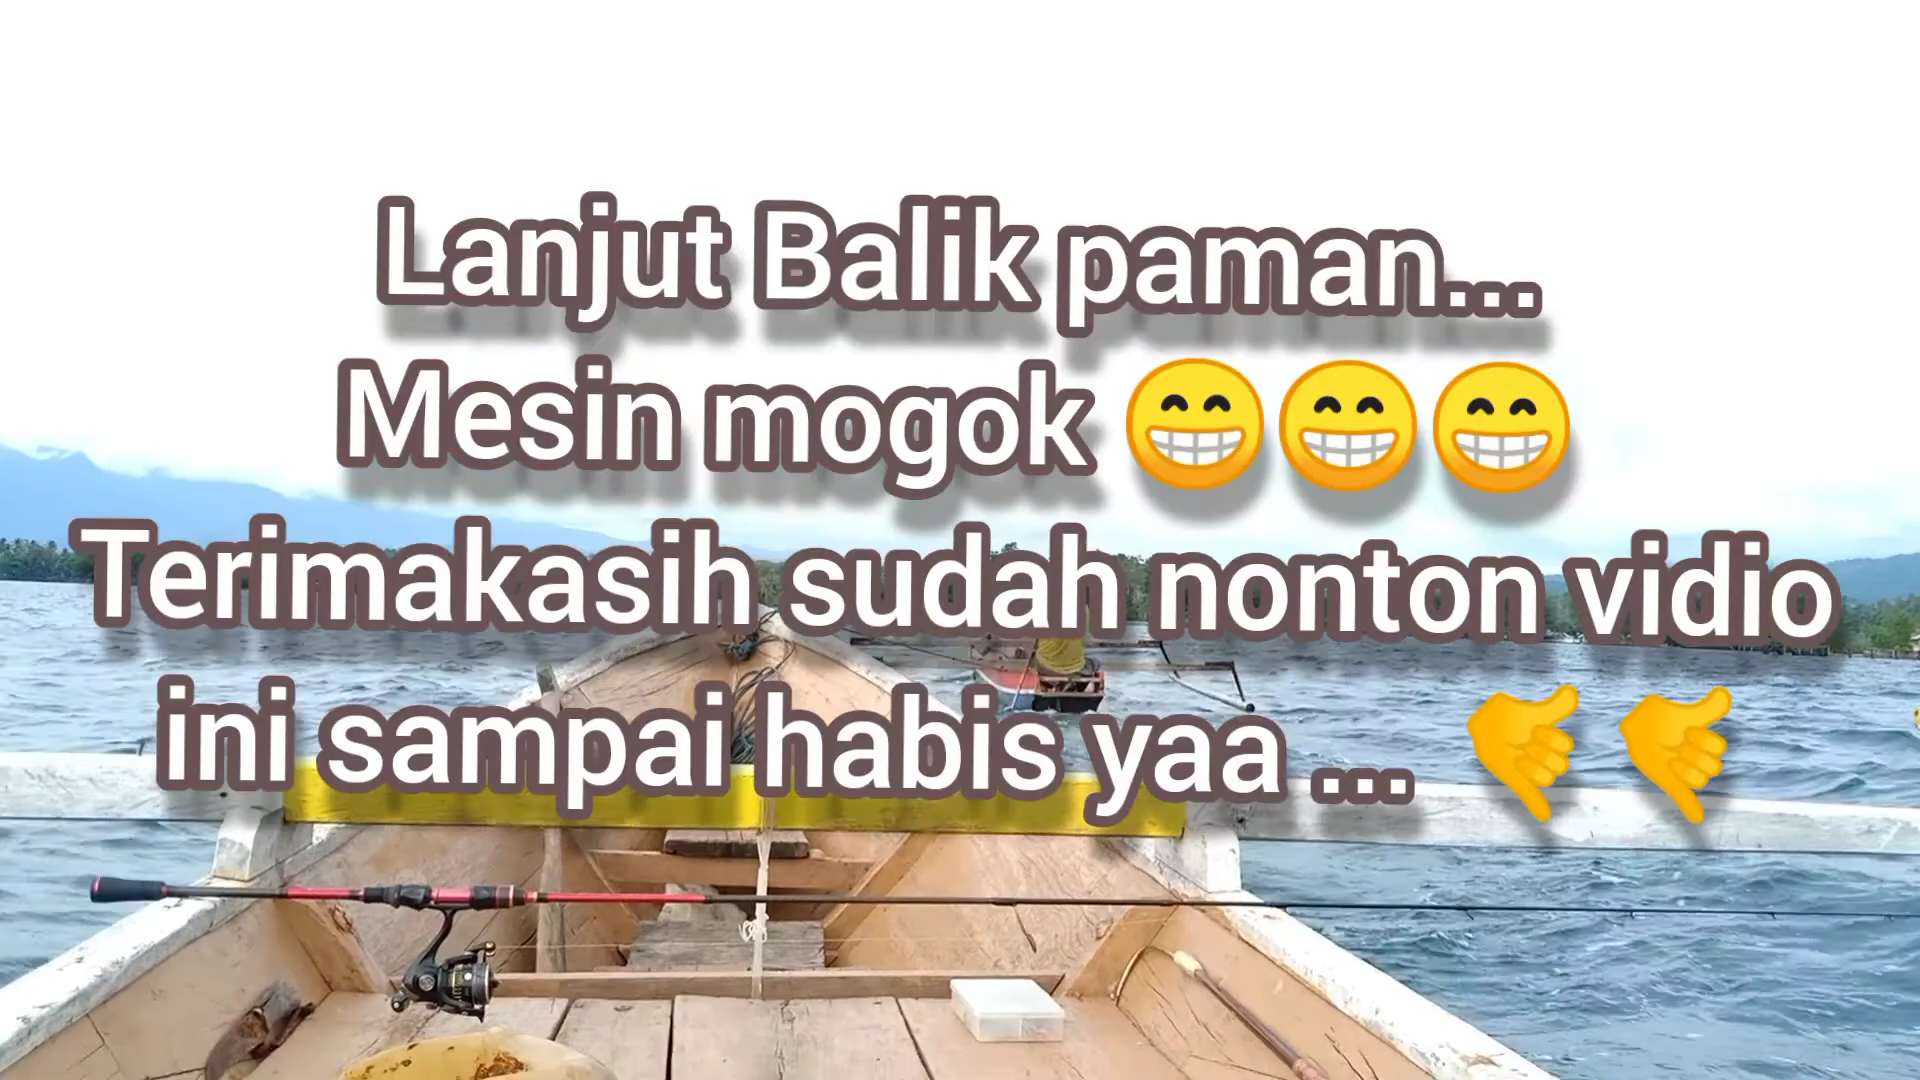 Lanjut Balik paman...
Mesin mogok 😁😁😁
Terimakasih sudah nonton vidio
ini sampai habis yaa ... 🤙🤙